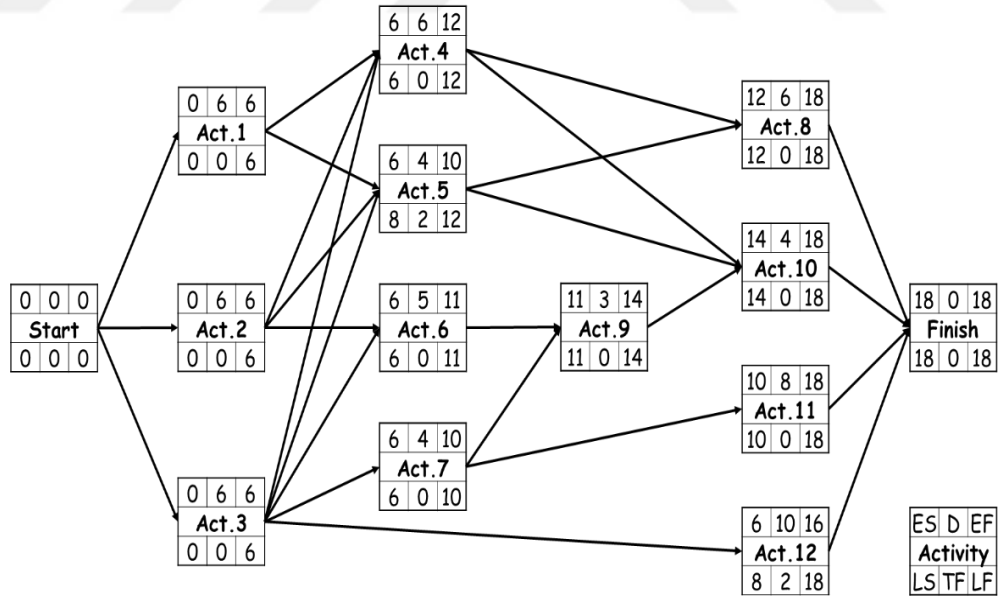 6 6 12
Act.4
6 0 12
0 6 6
Act.1
0 0 6
12 6 18
Act.8
12 0 18
6 4 10
Act.5
8 2 12
14 4 18
Act.10
14 0 18
0 0 0
Start
0 0 0
0 6 6
Act.2
0 0 6
6 5 11
Act.6
6 0 11
11 3 14
Act.9
11 0 14
18 0 18
Finish
18 0 18
10 8 18
Act.11
10 0 18
6 4 10
Act.7
6 0 10
0 6 6
Act.3
0 0 6
6 10 16
Act.12
8 2 18
ES D EF
Activity
LS TF LF